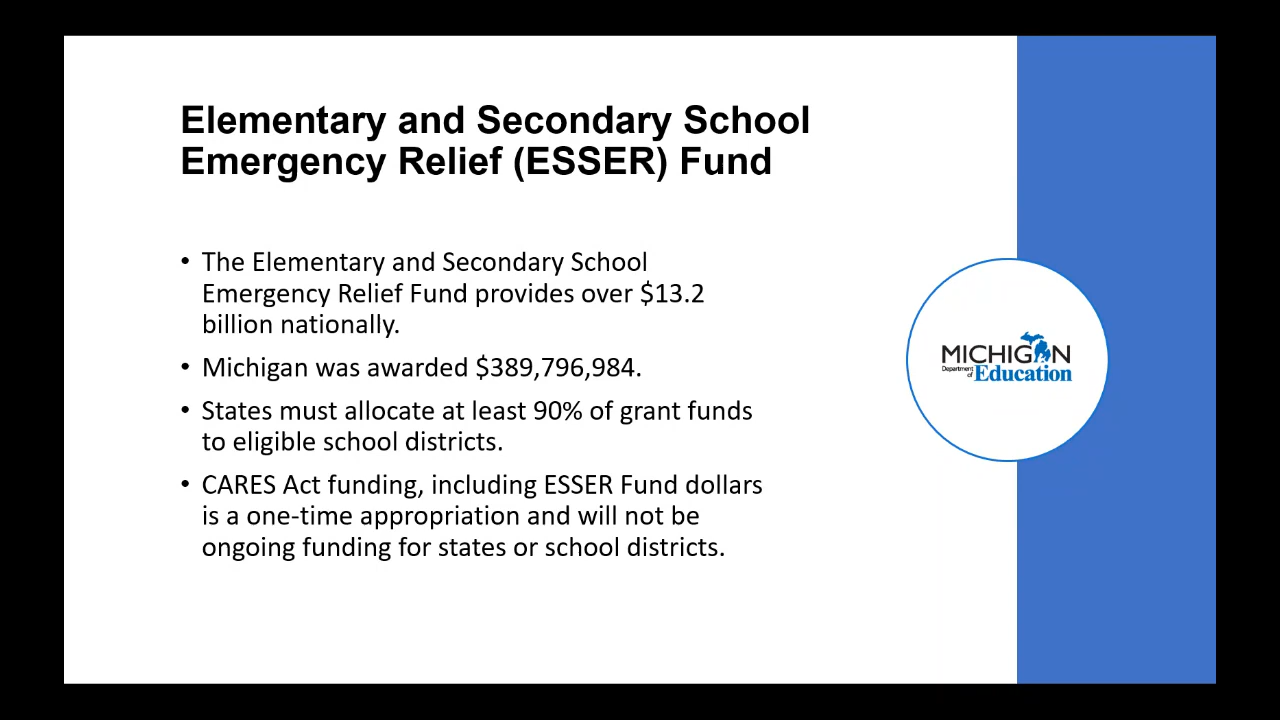 Elementary and Secondary School
Emergency Relief (ESSER) Fund
• The Elementary and Secondary School
Emergency Relief Fund provides over $13.2
billion nationally.
• Michigan was awarded $389,796,984.
• States must allocate at least 90% of grant funds
to eligible school districts.
• CARES Act funding, including ESSER Fund dollars
is a one-time appropriation and will not be
ongoing funding for states or school districts.
MICHIGAN
Department
of Education